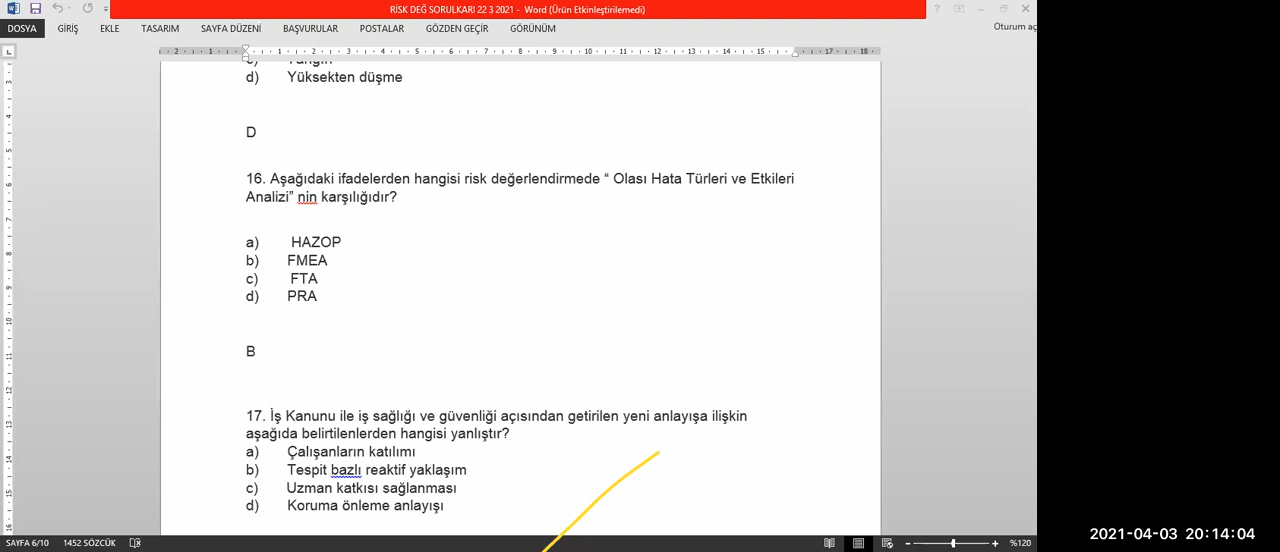 RİSK DEĞ SORULKARI 22 3 2021 - Word (Ürün Etkinleştirilemedi)
DOSYA GİRİŞ EKLE TASARIM SAYFA DÜZENİ BAŞVURULAR POSTALAR GÖZDEN GEÇİR GÖRÜNÜM Oturum aç
d) Yüksekten düşme
D
16. Aşağıdaki ifadelerden hangisi risk değerlendirmede “ Olası Hata Türleri ve Etkileri
Analizi” nin karşılığıdır?
a) HAZOP
b) FMEA
c) FTA
d) PRA
B
17. İş Kanunu ile iş sağlığı ve güvenliği açısından getirilen yeni anlayışa ilişkin
aşağıda belirtilenlerden hangisi yanlıştır?
a) Çalışanların katılımı
b) Tespit bazlı reaktif yaklaşım
c) Uzman katkısı sağlanması
d) Koruma önleme anlayışı
SAYFA 6/10 1452 SÖZCÜK %120
2021-04-03 20:14:04